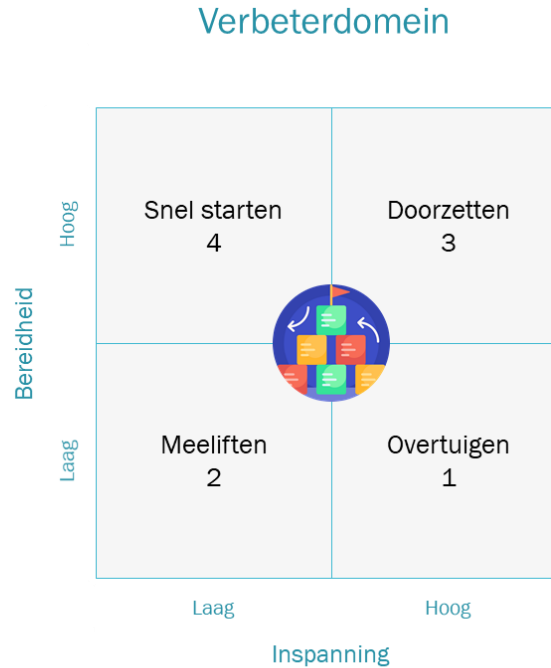 Verbeterdomein
Hoog
Snel starten
4
Doorzetten
3
Bereidheid
Laag
Meeliften
2
Overtuigen
1
Laag
Hoog
Inspanning